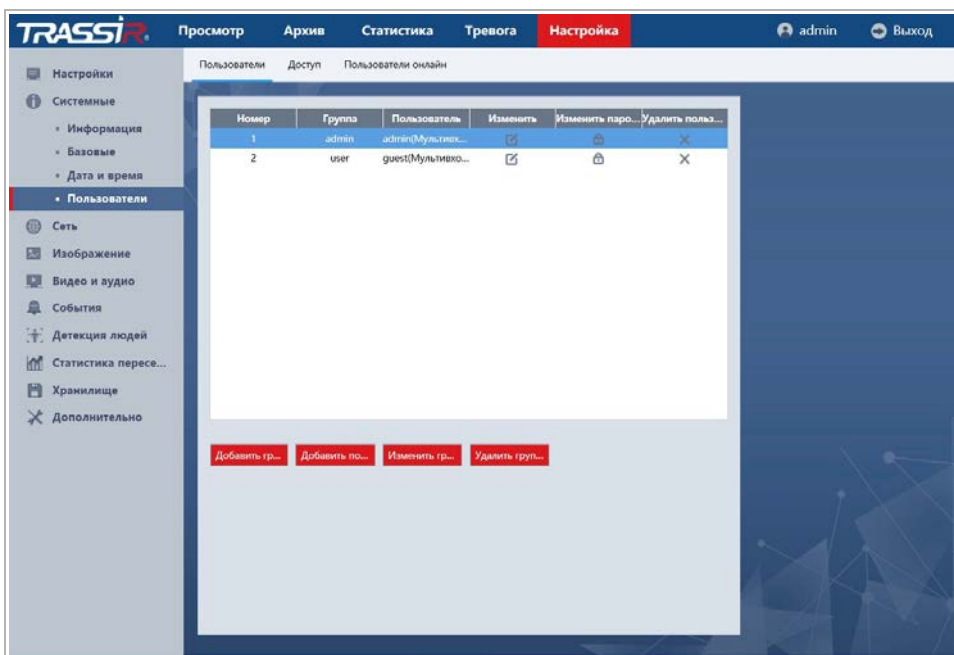 TRASSIR®
Просмотр Архив Статистика Тревога Настройка admin Выход
Пользователи Доступ Пользователи онлайн
Настройки
Системные
Информация
Базовые
Дата и время
Пользователи
Сеть
Изображение
Видео и аудио
События
Детекция людей
Статистика пересе...
Хранилище
Дополнительно
Номер Группа Пользователь Изменить Изменить паро... Удалить польз...
1 admin admin(Мультивх...
2 user guest(Мультивхо...
Добавить гр... Добавить по... Изменить гр... Удалить груп...